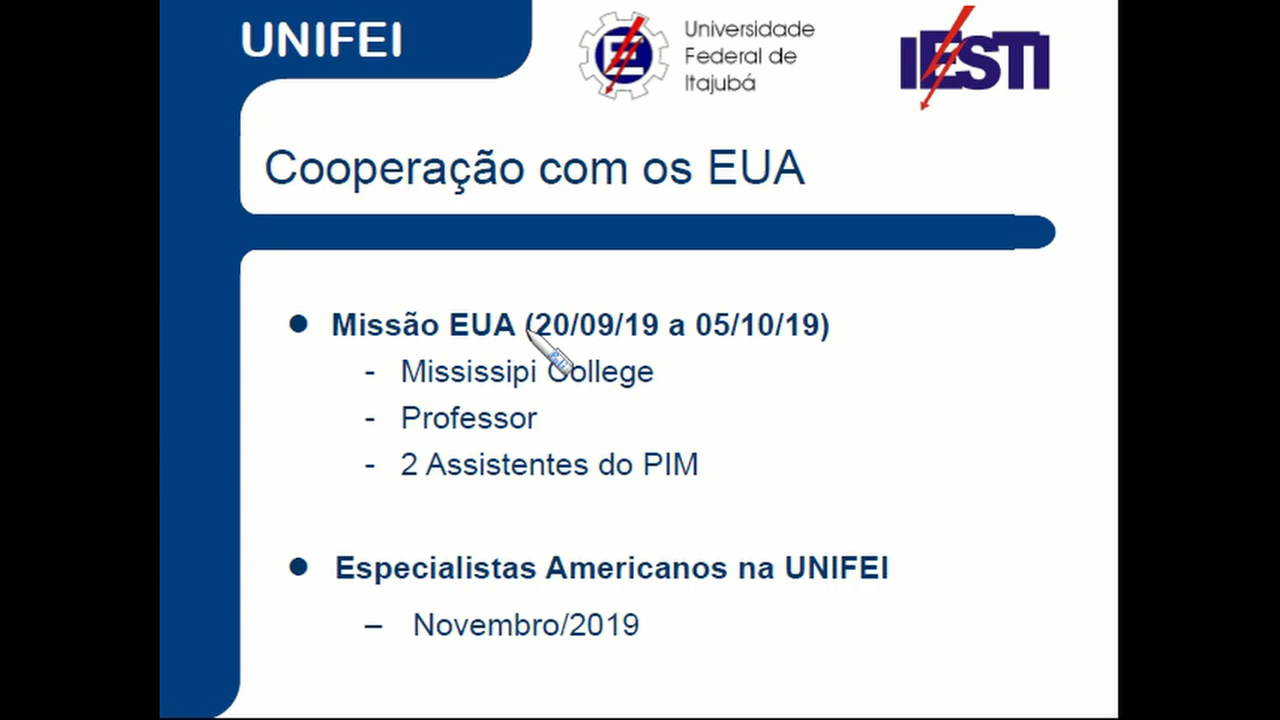 UNIFEI
Universidade
Federal de
Itajubá
IESTI
Cooperação com os EUA
● Missão EUA (20/09/19 a 05/10/19)
- Mississipi College
- Professor
- 2 Assistentes do PIM
● Especialistas Americanos na UNIFEI
– Novembro/2019